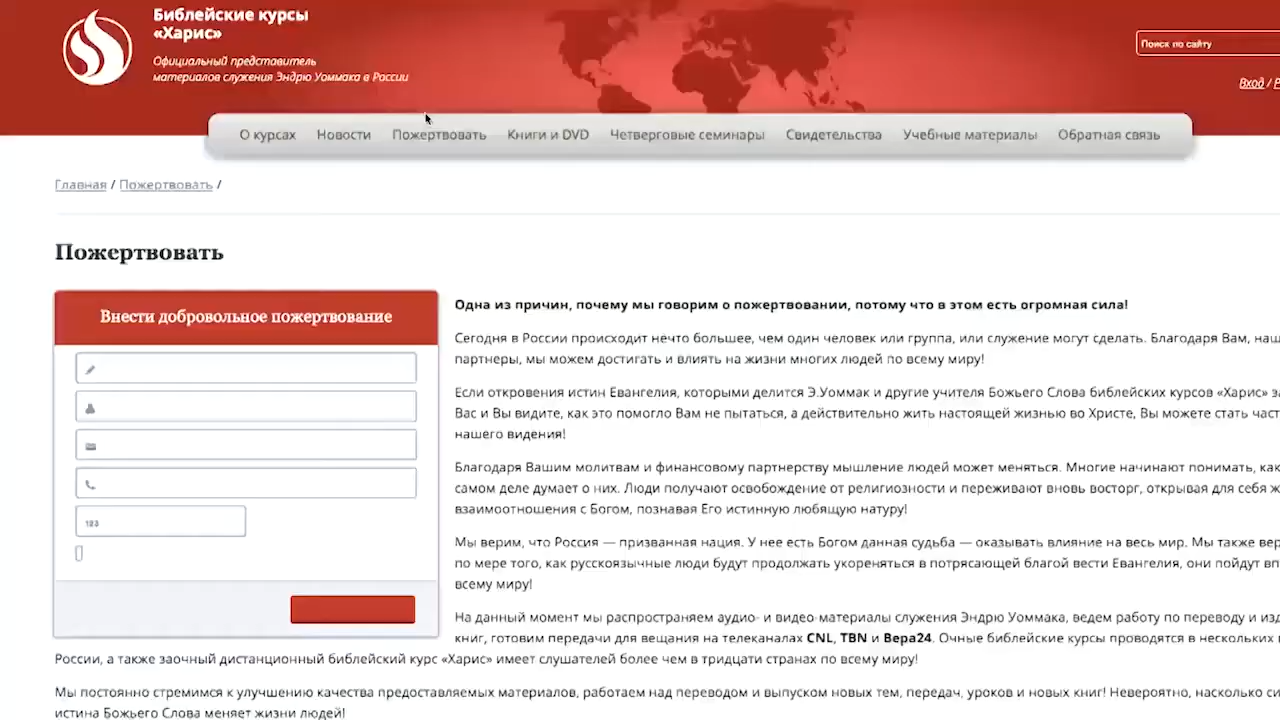 Библейские курсы
«Харис»
Официальный представитель
материалов служения Эндрю Уоммака в России
Поиск по сайту
Вход /
О курсах Новости Пожертвовать Книги и DVD Четверговые семинары Свидетельства Учебные материалы Обратная связь
Главная / Пожертвовать /
Пожертвовать
Внести добровольное пожертвование
123
Одна из причин, почему мы говорим о пожертвовании, потому что в этом есть огромная сила!
Сегодня в России происходит нечто большее, чем один человек или группа, или служение могут сделать. Благодаря Вам, наш
партнеры, мы можем достигать и влиять на жизни многих людей по всему миру!
Если откровения истин Евангелия, которыми делится Э.Уоммак и другие учителя Божьего Слова библейских курсов «Харис» за
Вас и Вы видите, как это помогло Вам не пытаться, а действительно жить настоящей жизнью во Христе, Вы можете стать част
нашего видения!
Благодаря Вашим молитвам и финансовому партнерству мышление людей может меняться. Многие начинают понимать, как
самом деле думает о них. Люди получают освобождение от религиозности и переживают вновь восторг, открывая для себя ж
взаимоотношения с Богом, познавая Его истинную любящую натуру!
Мы верим, что Россия — призванная нация. У нее есть Богом данная судьба — оказывать влияние на весь мир. Мы также вер
по мере того, как русскоязычные люди будут продолжать укореняться в потрясающей благой вести Евангелия, они пойдут вп
всему миру!
На данный момент мы распространяем аудио- и видео-материалы служения Эндрю Уоммака, ведем работу по переводу и изд
книг, готовим передачи для вещания на телеканалах CNL, TBN и Вера24. Очные библейские курсы проводятся в нескольких
России, а также заочный дистанционный библейский курс «Харис» имеет слушателей более чем в тридцати странах по всему миру!
Мы постоянно стремимся к улучшению качества предоставляемых материалов, работаем над переводом и выпуском новых тем, передач, уроков и новых книг! Невероятно, насколько си
истина Божьего Слова меняет жизни людей!